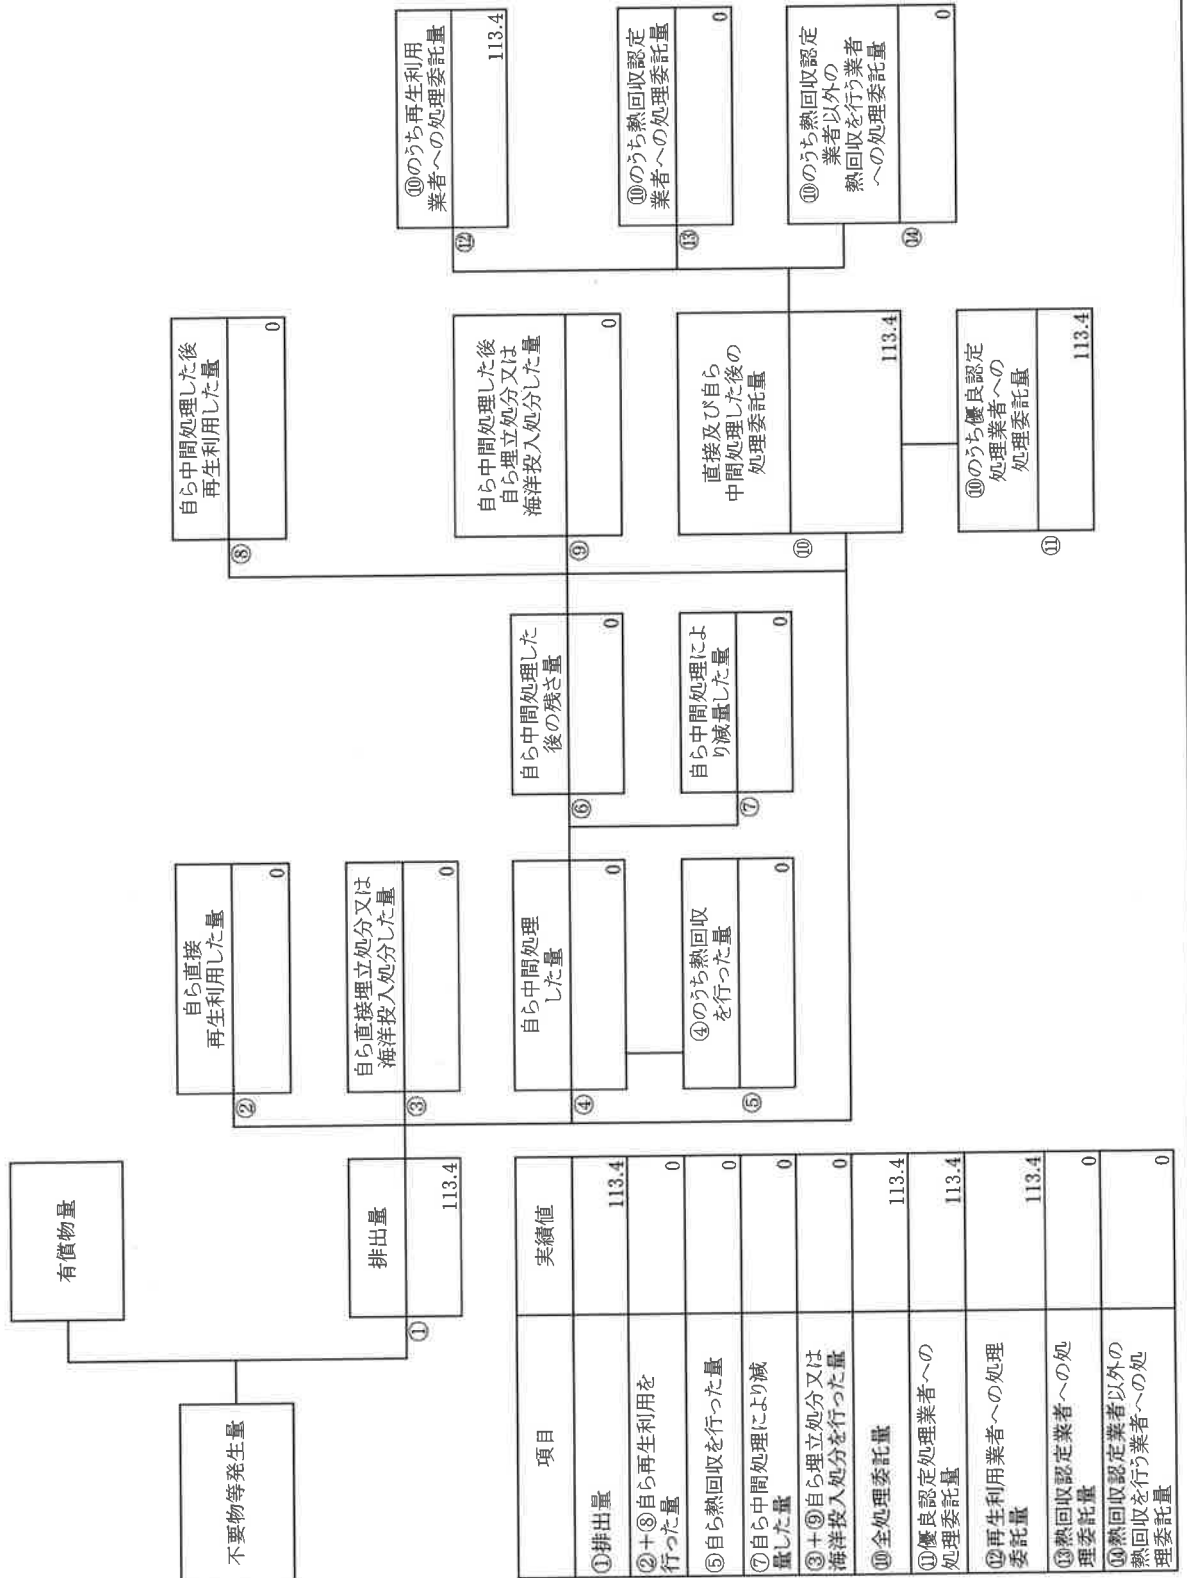 不要物等発生量
有償物量
排出量
①
113.4
自ら直接
再生利用した量
②
0
自ら直接埋立処分又は
海洋投入処分した量
③
0
自ら中間処理
した量
④
0
④のうち熱回収
を行った量
⑤
0
自ら中間処理した
後の残さ量
⑥
0
自ら中間処理によ
り減量した量
⑦
0
自ら中間処理した後
再生利用した量
⑧
0
自ら中間処理した後
自ら埋立処分又は
海洋投入処分した量
⑨
0
直接及び自ら
中間処理した後の
処理委託量
⑩
113.4
⑩のうち優良認定
処理業者への
処理委託量
⑪
113.4
⑩のうち再生利用
業者への処理委託量
⑫
113.4
⑩のうち熱回収認定
業者への処理委託量
⑬
0
⑩のうち熱回収認定
業者以外の
熱回収を行う業者
への処理委託量
⑭
0
項目 実績値
①排出量 113.4
②+⑧自ら再生利用を
行った量 0
⑤自ら熱回収を行った量 0
⑦自ら中間処理により減
量した量 0
③+⑨自ら埋立処分又は
海洋投入処分を行った量 0
⑩全処理委託量 113.4
⑪優良認定処理業者への
処理委託量 113.4
⑫再生利用業者への処理
委託量 113.4
⑬熱回収認定業者への処
理委託量 0
⑭熱回収認定業者以外の
熱回収を行う業者への処
理委託量 0